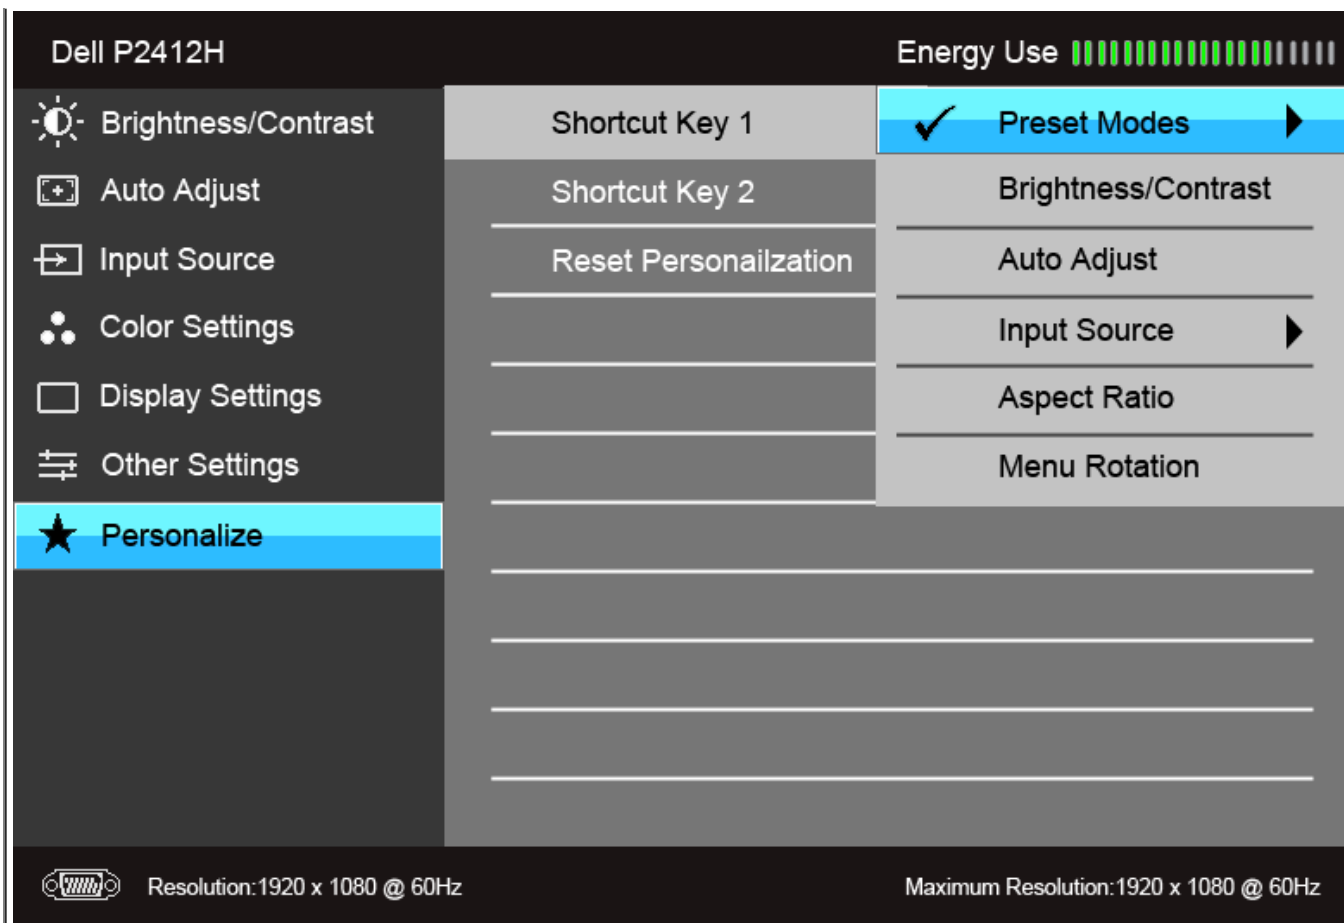 Dell P2412H
Energy Use
Brightness/Contrast
Auto Adjust
Input Source
Color Settings
Display Settings
Other Settings
Personalize
Shortcut Key 1
Shortcut Key 2
Reset Personailzation
Preset Modes
Brightness/Contrast
Auto Adjust
Input Source
Aspect Ratio
Menu Rotation
Resolution:1920 x 1080 @ 60Hz
Maximum Resolution:1920 x 1080 @ 60Hz